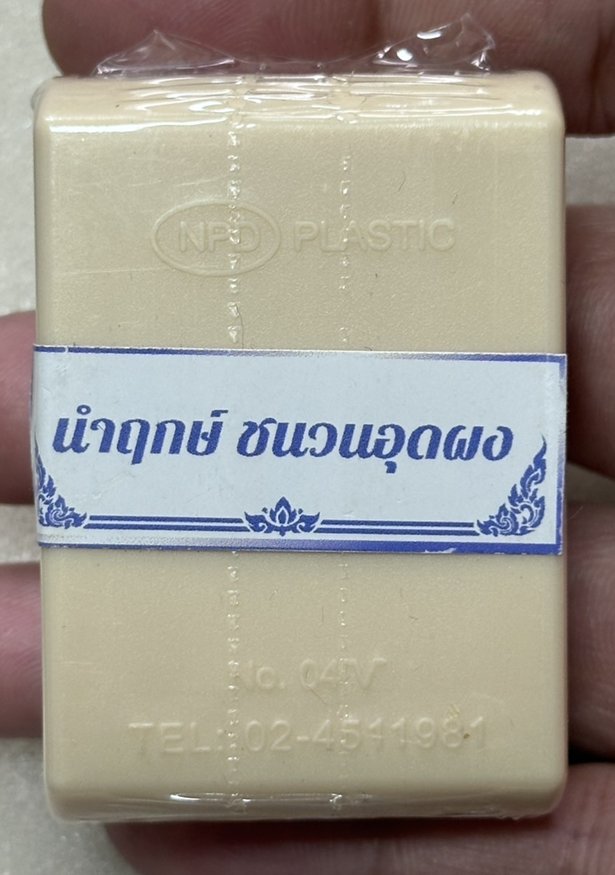 NPD PLASTIC
นำฤกษ์ ชนวนอุดผง
No. 04V
TEL: 02-4511981